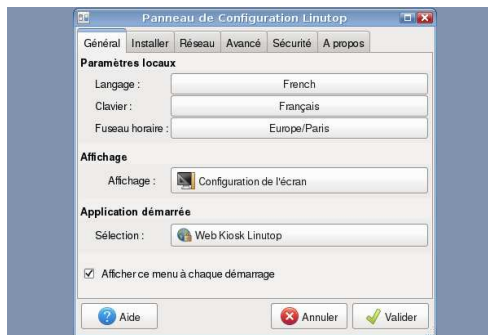 Panneau de Configuration Linutop
Général Installer Réseau Avancé Sécurité A propos
Paramètres locaux
Langage : French
Clavier : Français
Fuseau horaire : Europe/Paris
Affichage
Affichage : Configuration de l'écran
Application démarrée
Sélection : Web Kiosk Linutop
Afficher ce menu à chaque démarrage
Aide Annuler Valider